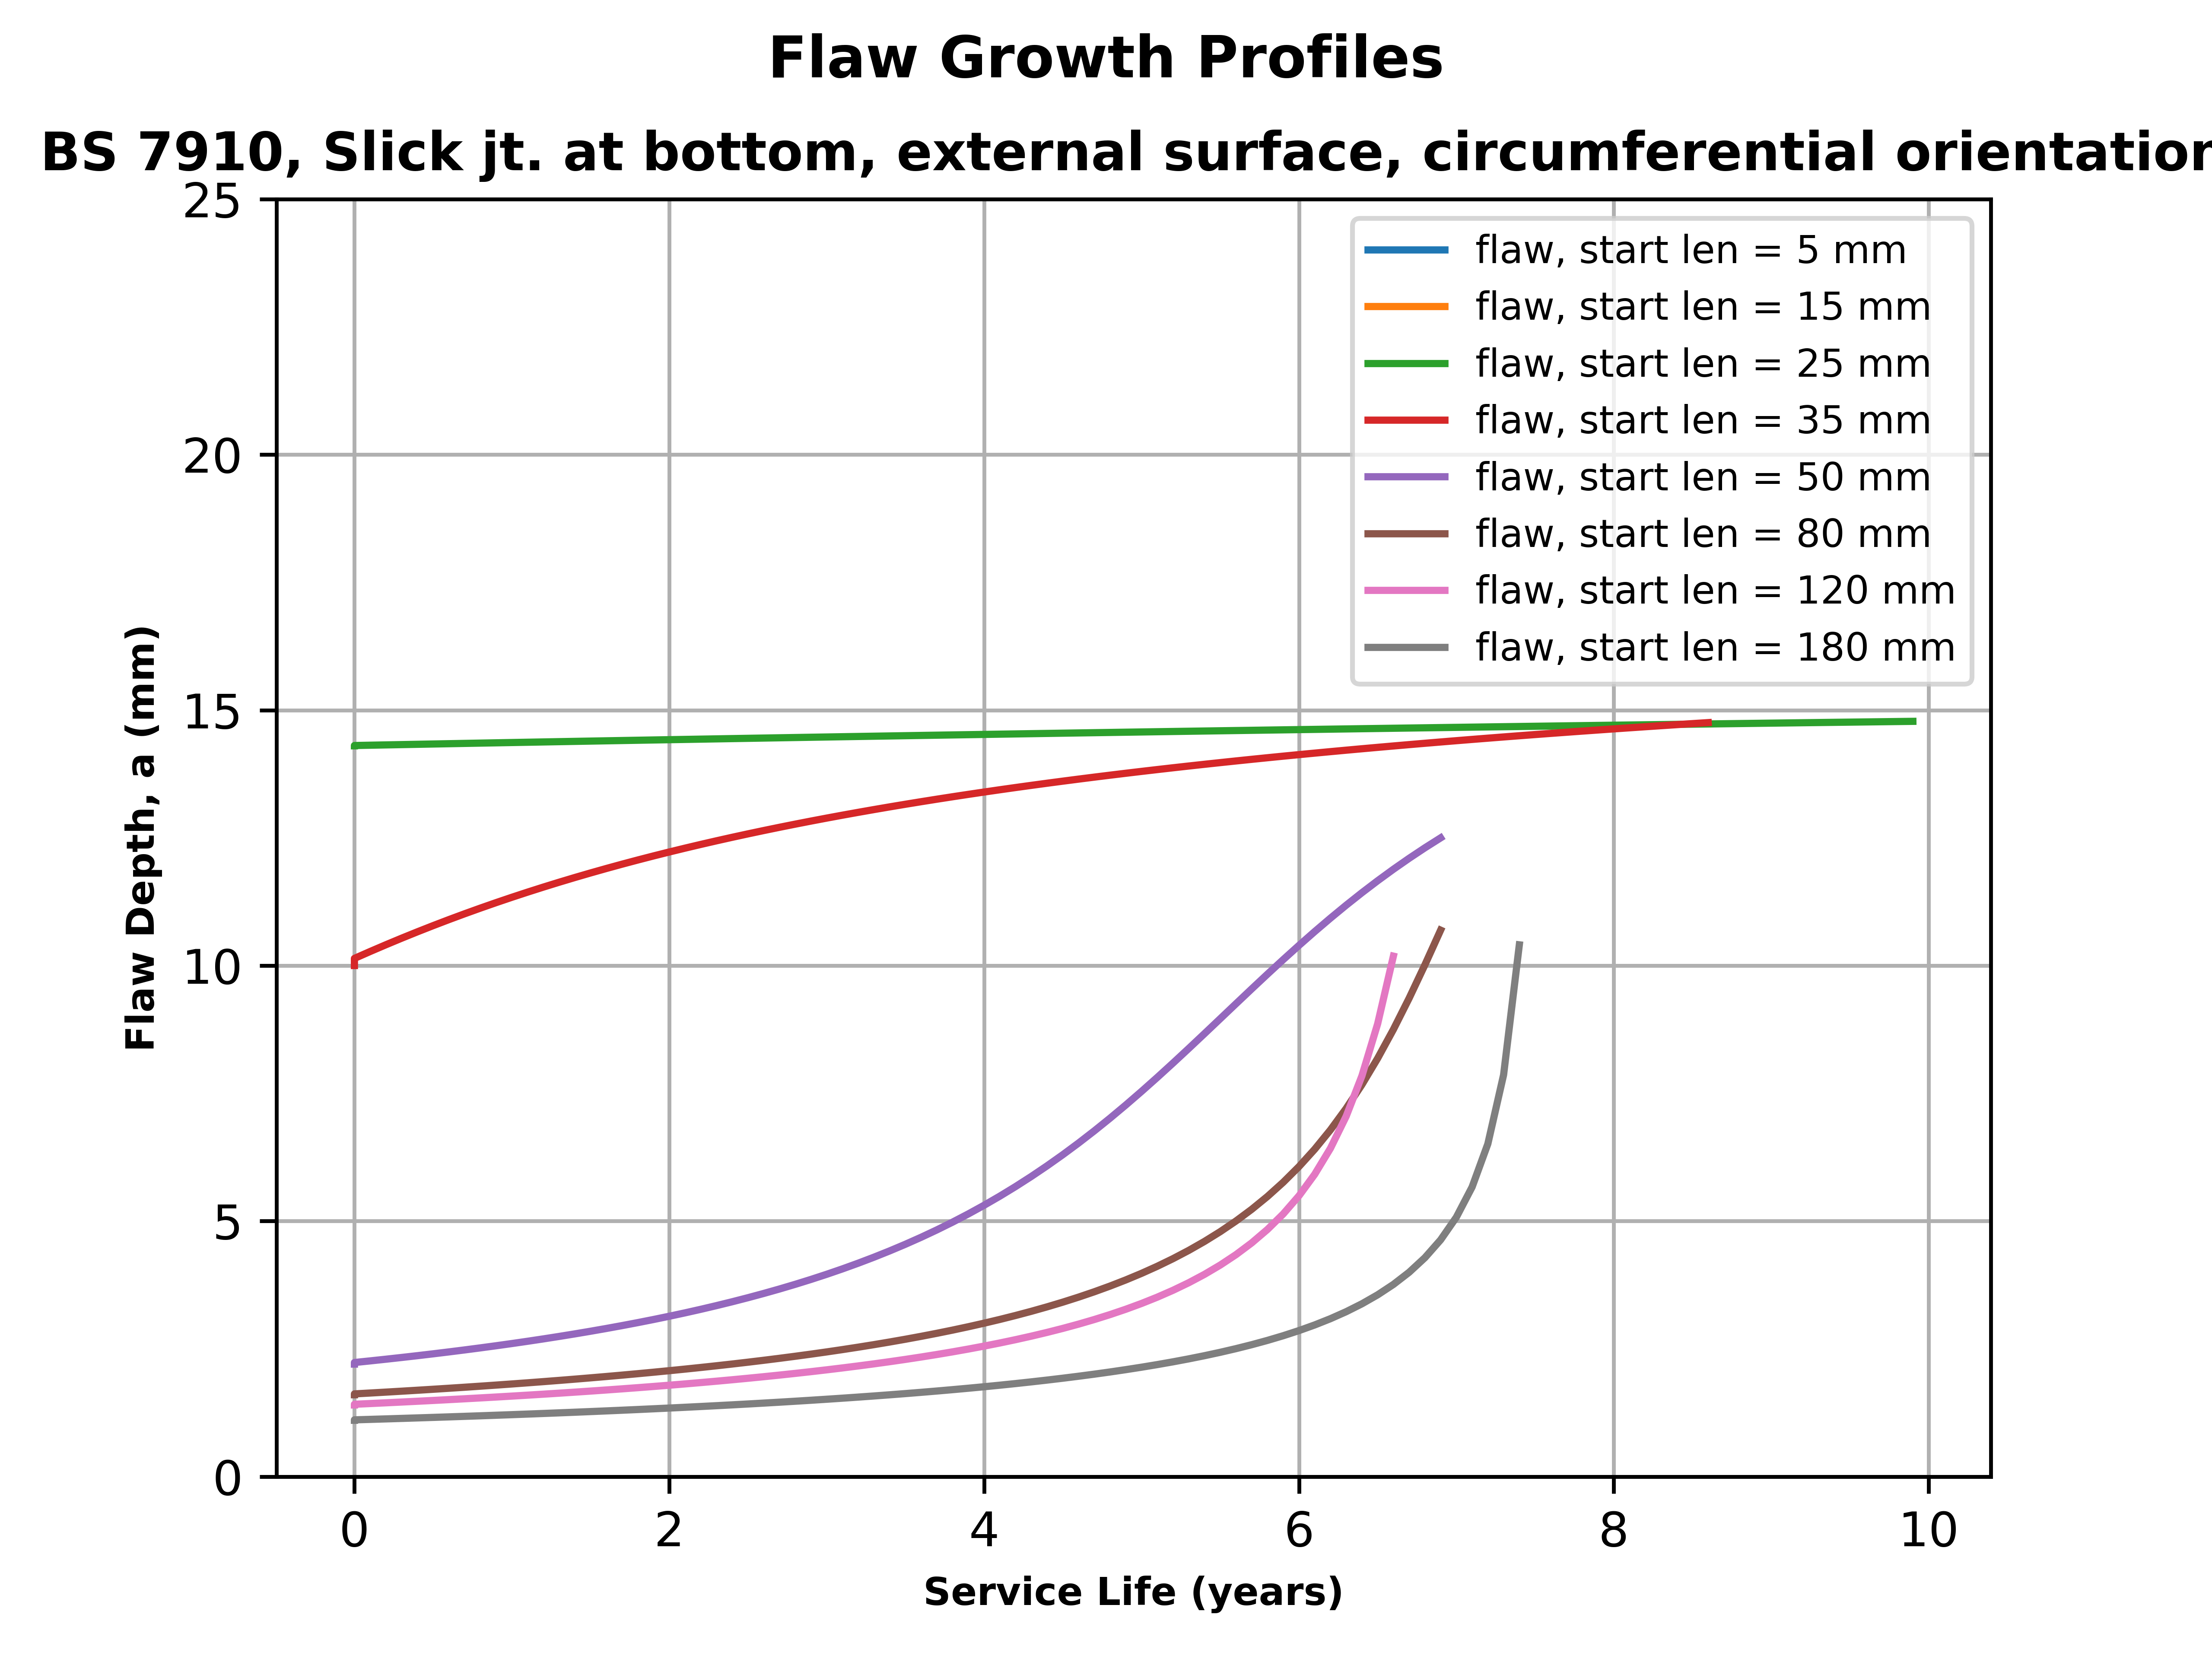 Flaw Growth Profiles
BS 7910, Slick jt. at bottom, external surface, circumferential orientation
25
20
15
10
5
0
Flaw Depth, a (mm)
flaw, start len = 5 mm
flaw, start len = 15 mm
flaw, start len = 25 mm
flaw, start len = 35 mm
flaw, start len = 50 mm
flaw, start len = 80 mm
flaw, start len = 120 mm
flaw, start len = 180 mm
0 2 4 6 8 10
Service Life (years)